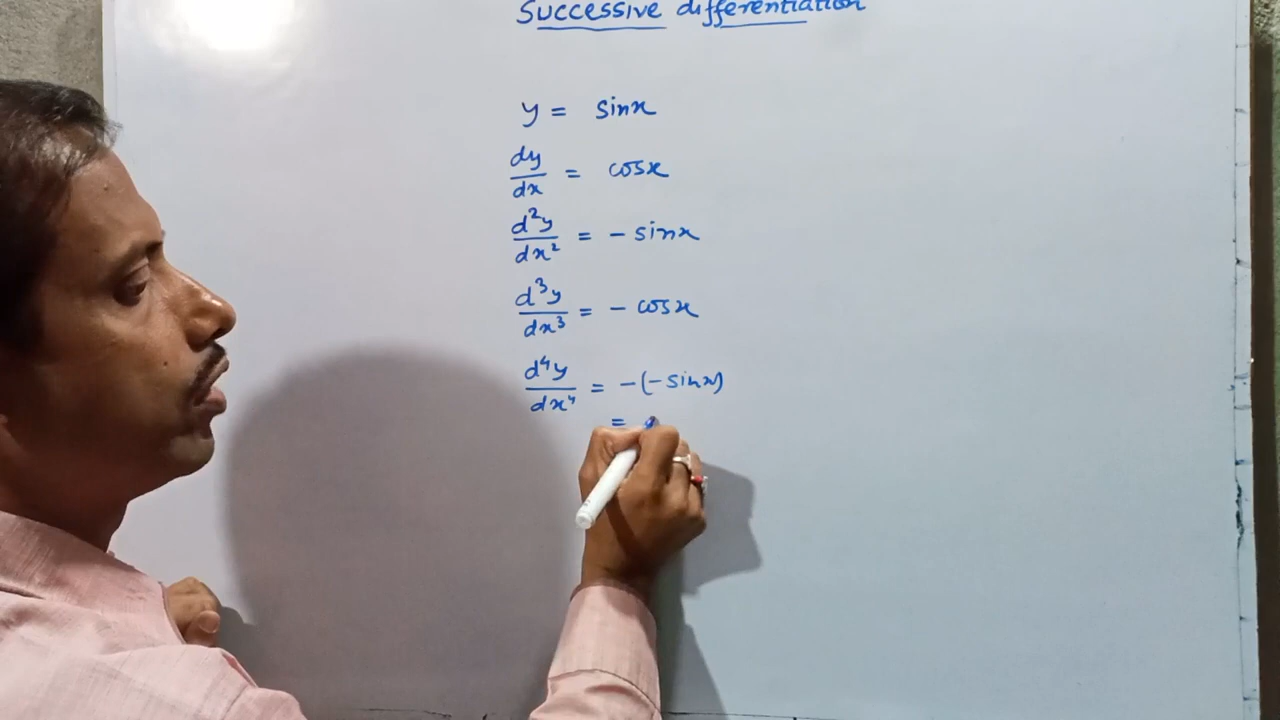 Successive differentiation
y = sinx
dy/dx = cosx
d²y/dx² = - sinx
d³y/dx³ = - cosx
d⁴y/dx⁴ = -(-sinx)
=